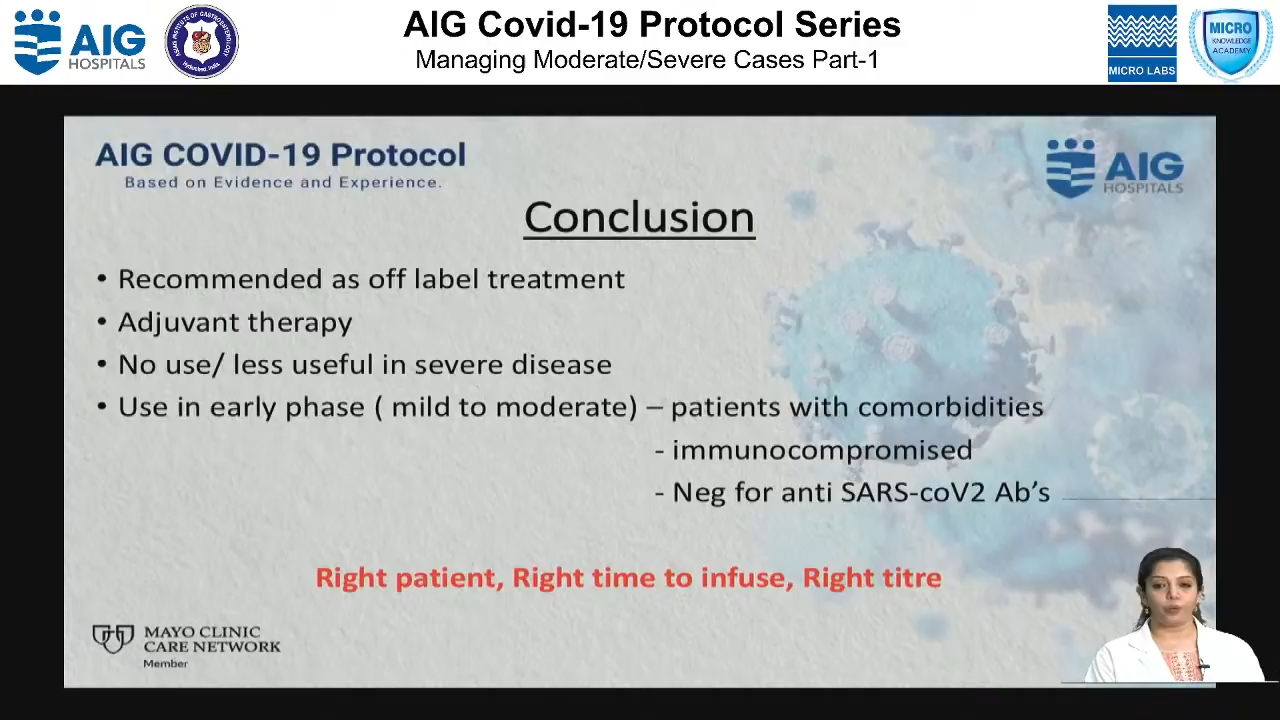 AIG
HOSPITALS
AIG Covid-19 Protocol Series
Managing Moderate/Severe Cases Part-1
MICRO LABS
MICRO
KNOWLEDGE
ACADEMY
AIG COVID-19 Protocol
Based on Evidence and Experience.
AIG
HOSPITALS
Conclusion
• Recommended as off label treatment
• Adjuvant therapy
• No use/ less useful in severe disease
• Use in early phase ( mild to moderate) – patients with comorbidities
- immunocompromised
- Neg for anti SARS-coV2 Ab’s
Right patient, Right time to infuse, Right titre
MAYO CLINIC
CARE NETWORK
Member